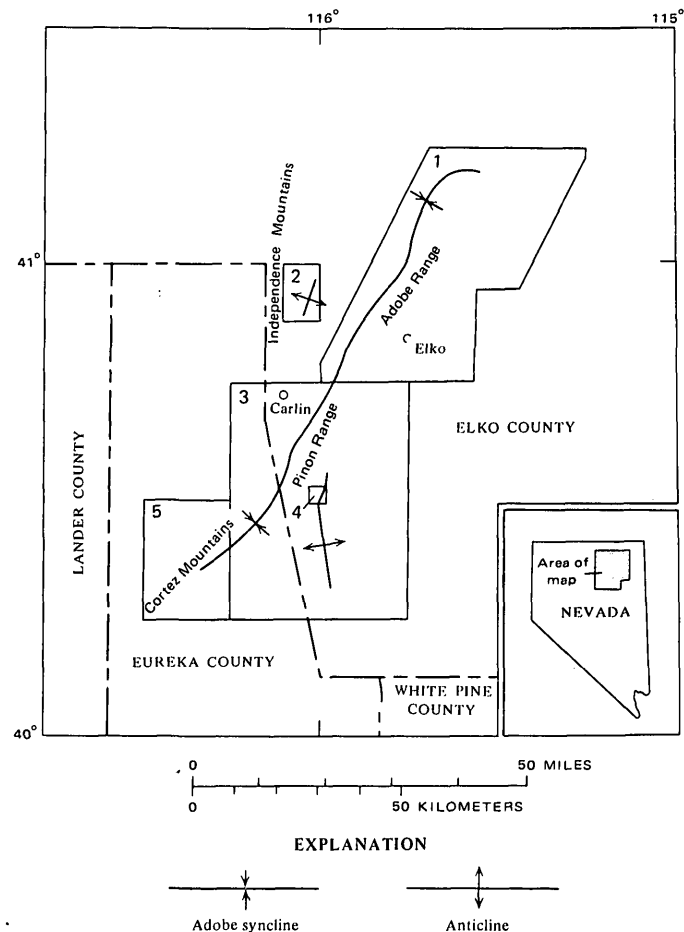 116°
115°
1
Independence Mountains
41°
2
Adobe Range
Elko
3
Carlin
Pinon Range
ELKO COUNTY
LANDER COUNTY
4
5
Cortez Mountains
Area of
map
NEVADA
EUREKA COUNTY
WHITE PINE
COUNTY
40°
0 50 MILES
0 50 KILOMETERS
EXPLANATION
Adobe syncline
Anticline